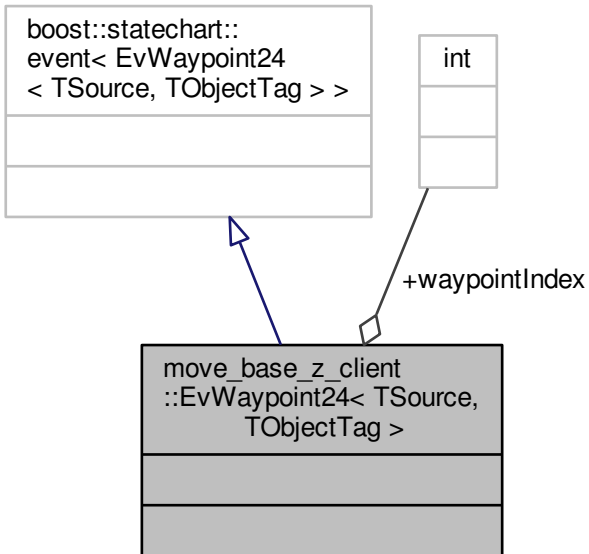 boost::statechart::
event< EvWaypoint24
< TSource, TObjectTag > >
int
+waypointIndex
move_base_z_client
::EvWaypoint24< TSource,
TObjectTag >